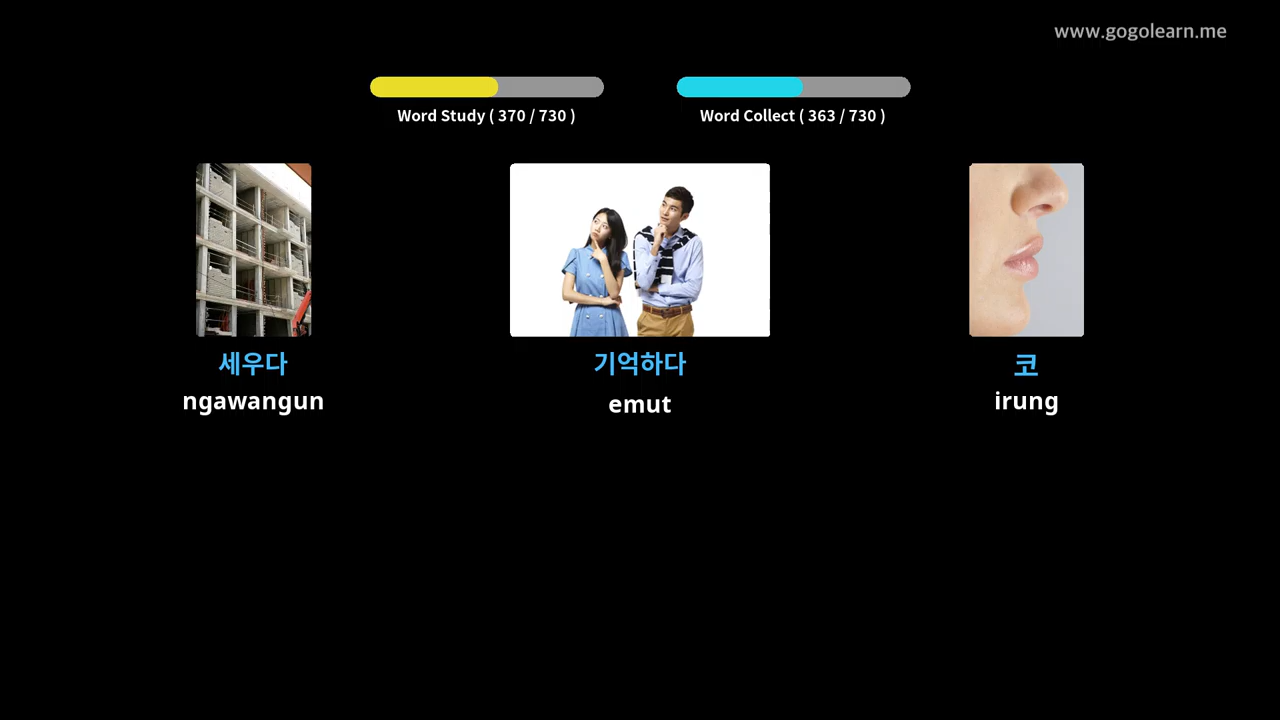 www.gogolearn.me
Word Study ( 370 / 730 )
Word Collect ( 363 / 730 )
세우다
ngawangun
기억하다
emut
코
irung